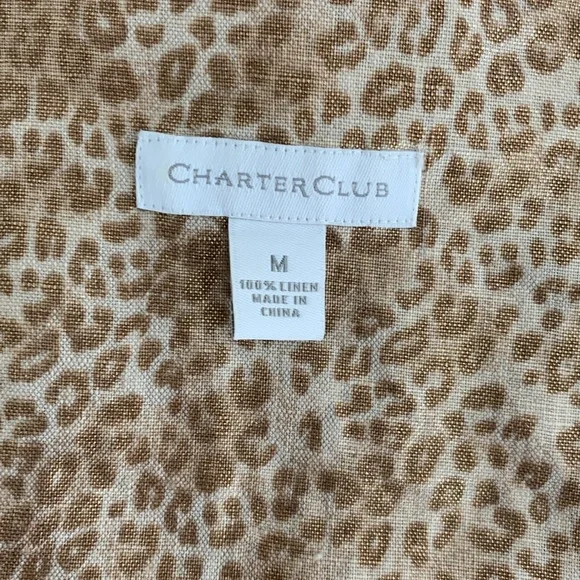 CHARTER CLUB
M
100% LINEN
MADE IN
CHINA